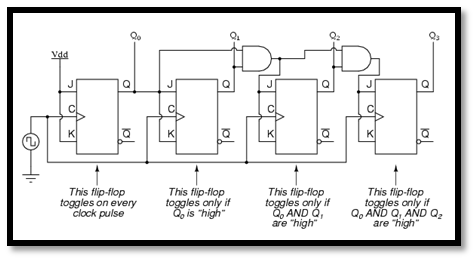 Q0 Q1 Q2 Q3
Vdd
J Q J Q J Q J Q
C C C C
K Q̅ K Q̅ K Q̅ K Q̅
This flip-flop
toggles on every
clock pulse
This flip-flop
toggles only if
Q0 is "high"
This flip-flop
toggles only if
Q0 AND Q1
are "high"
This flip-flop
toggles only if
Q0 AND Q1 AND Q2
are "high"